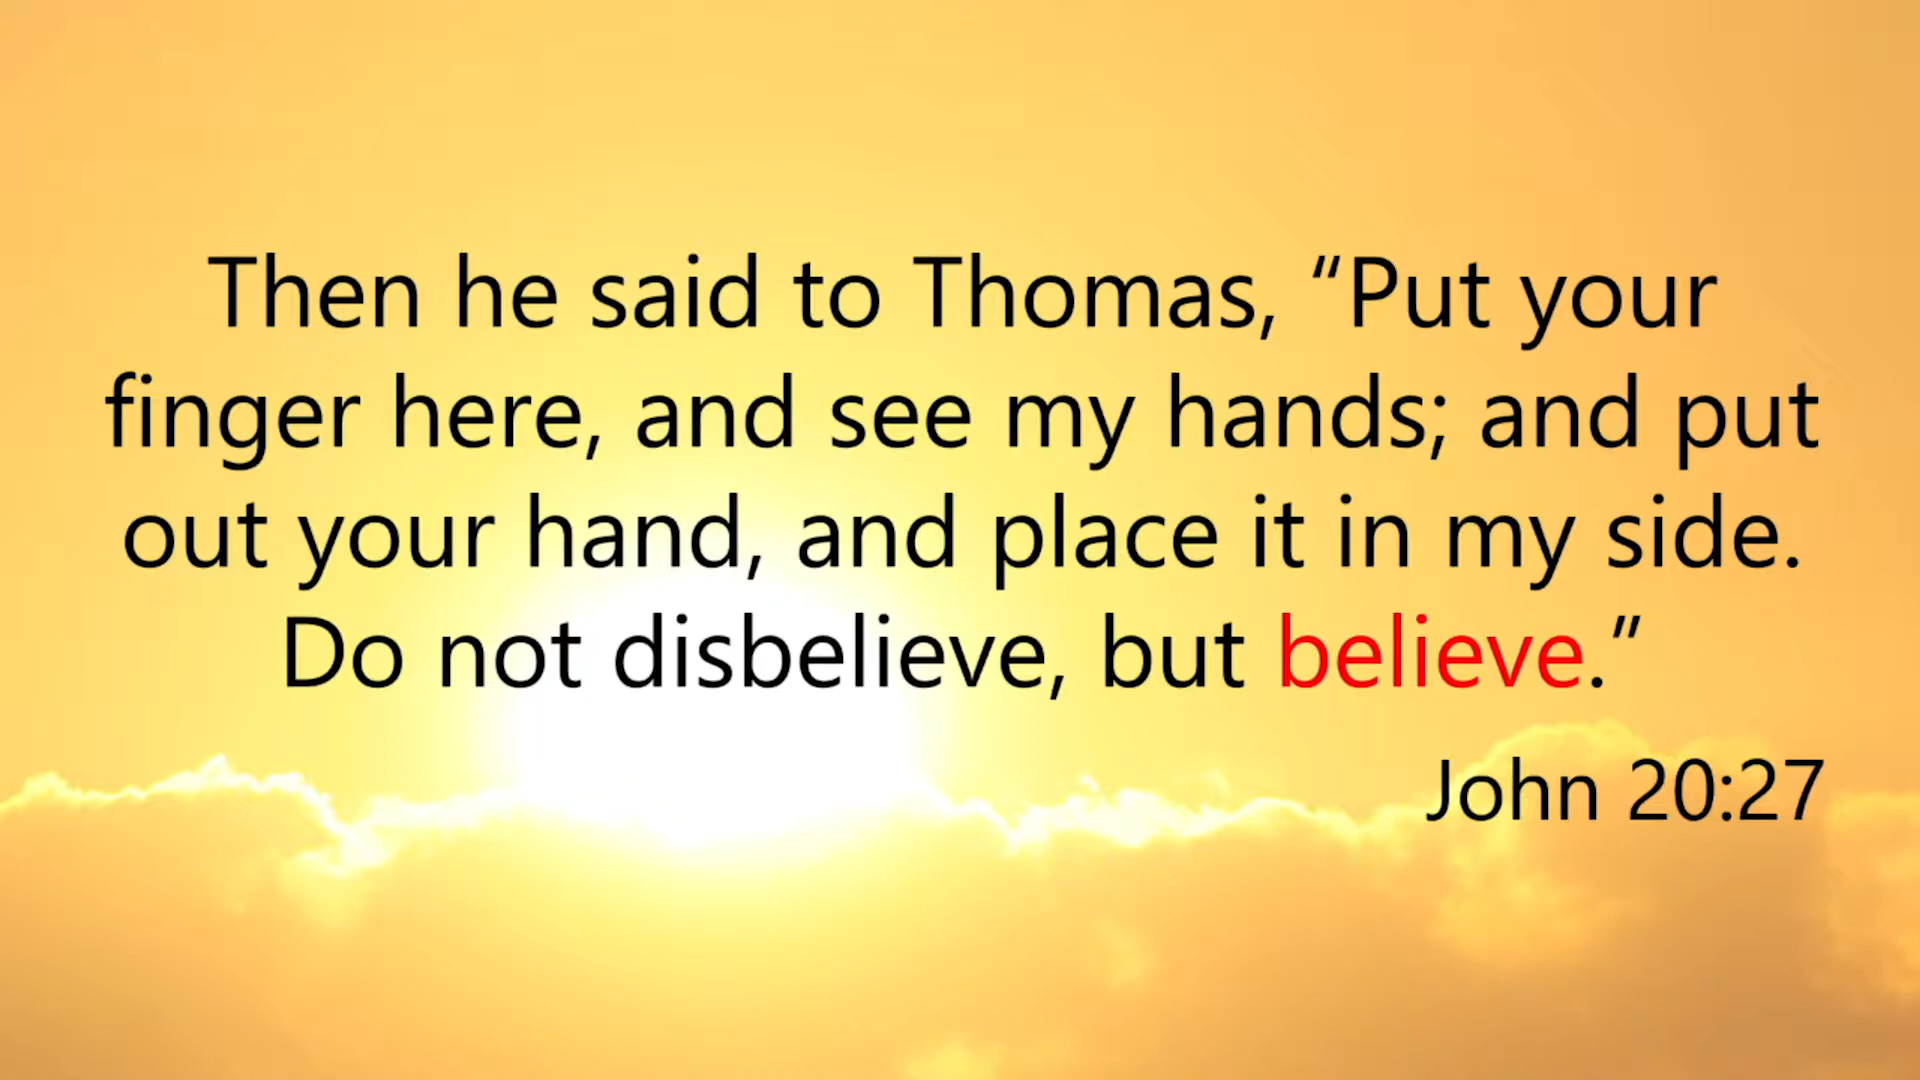 Then he said to Thomas, “Put your
finger here, and see my hands; and put
out your hand, and place it in my side.
Do not disbelieve, but believe.”
John 20:27